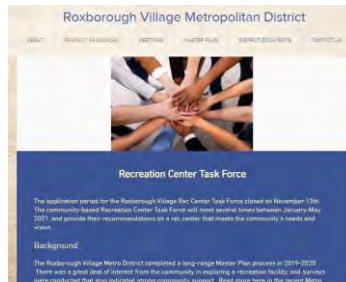 Roxborough Village Metropolitan District
ABOUT RESIDENT RESOURCES MEETINGS MASTER PLAN DISTRICT DOCUMENTS CONTACT US
Recreation Center Task Force
The application period for the Roxborough Village Rec Center Task Force closed on November 13th.
The community-based Recreation Center Task Force will meet several times between January-May
2021, and provide their recommendations on a rec center that meets the community's needs and
vision.
Background
The Roxborough Village Metro District completed a long-range Master Plan process in 2019-2020.
There was a great deal of interest from the community in exploring a recreation facility, and surveys
were conducted that also indicated strong community support. Read more here in the recent Metro